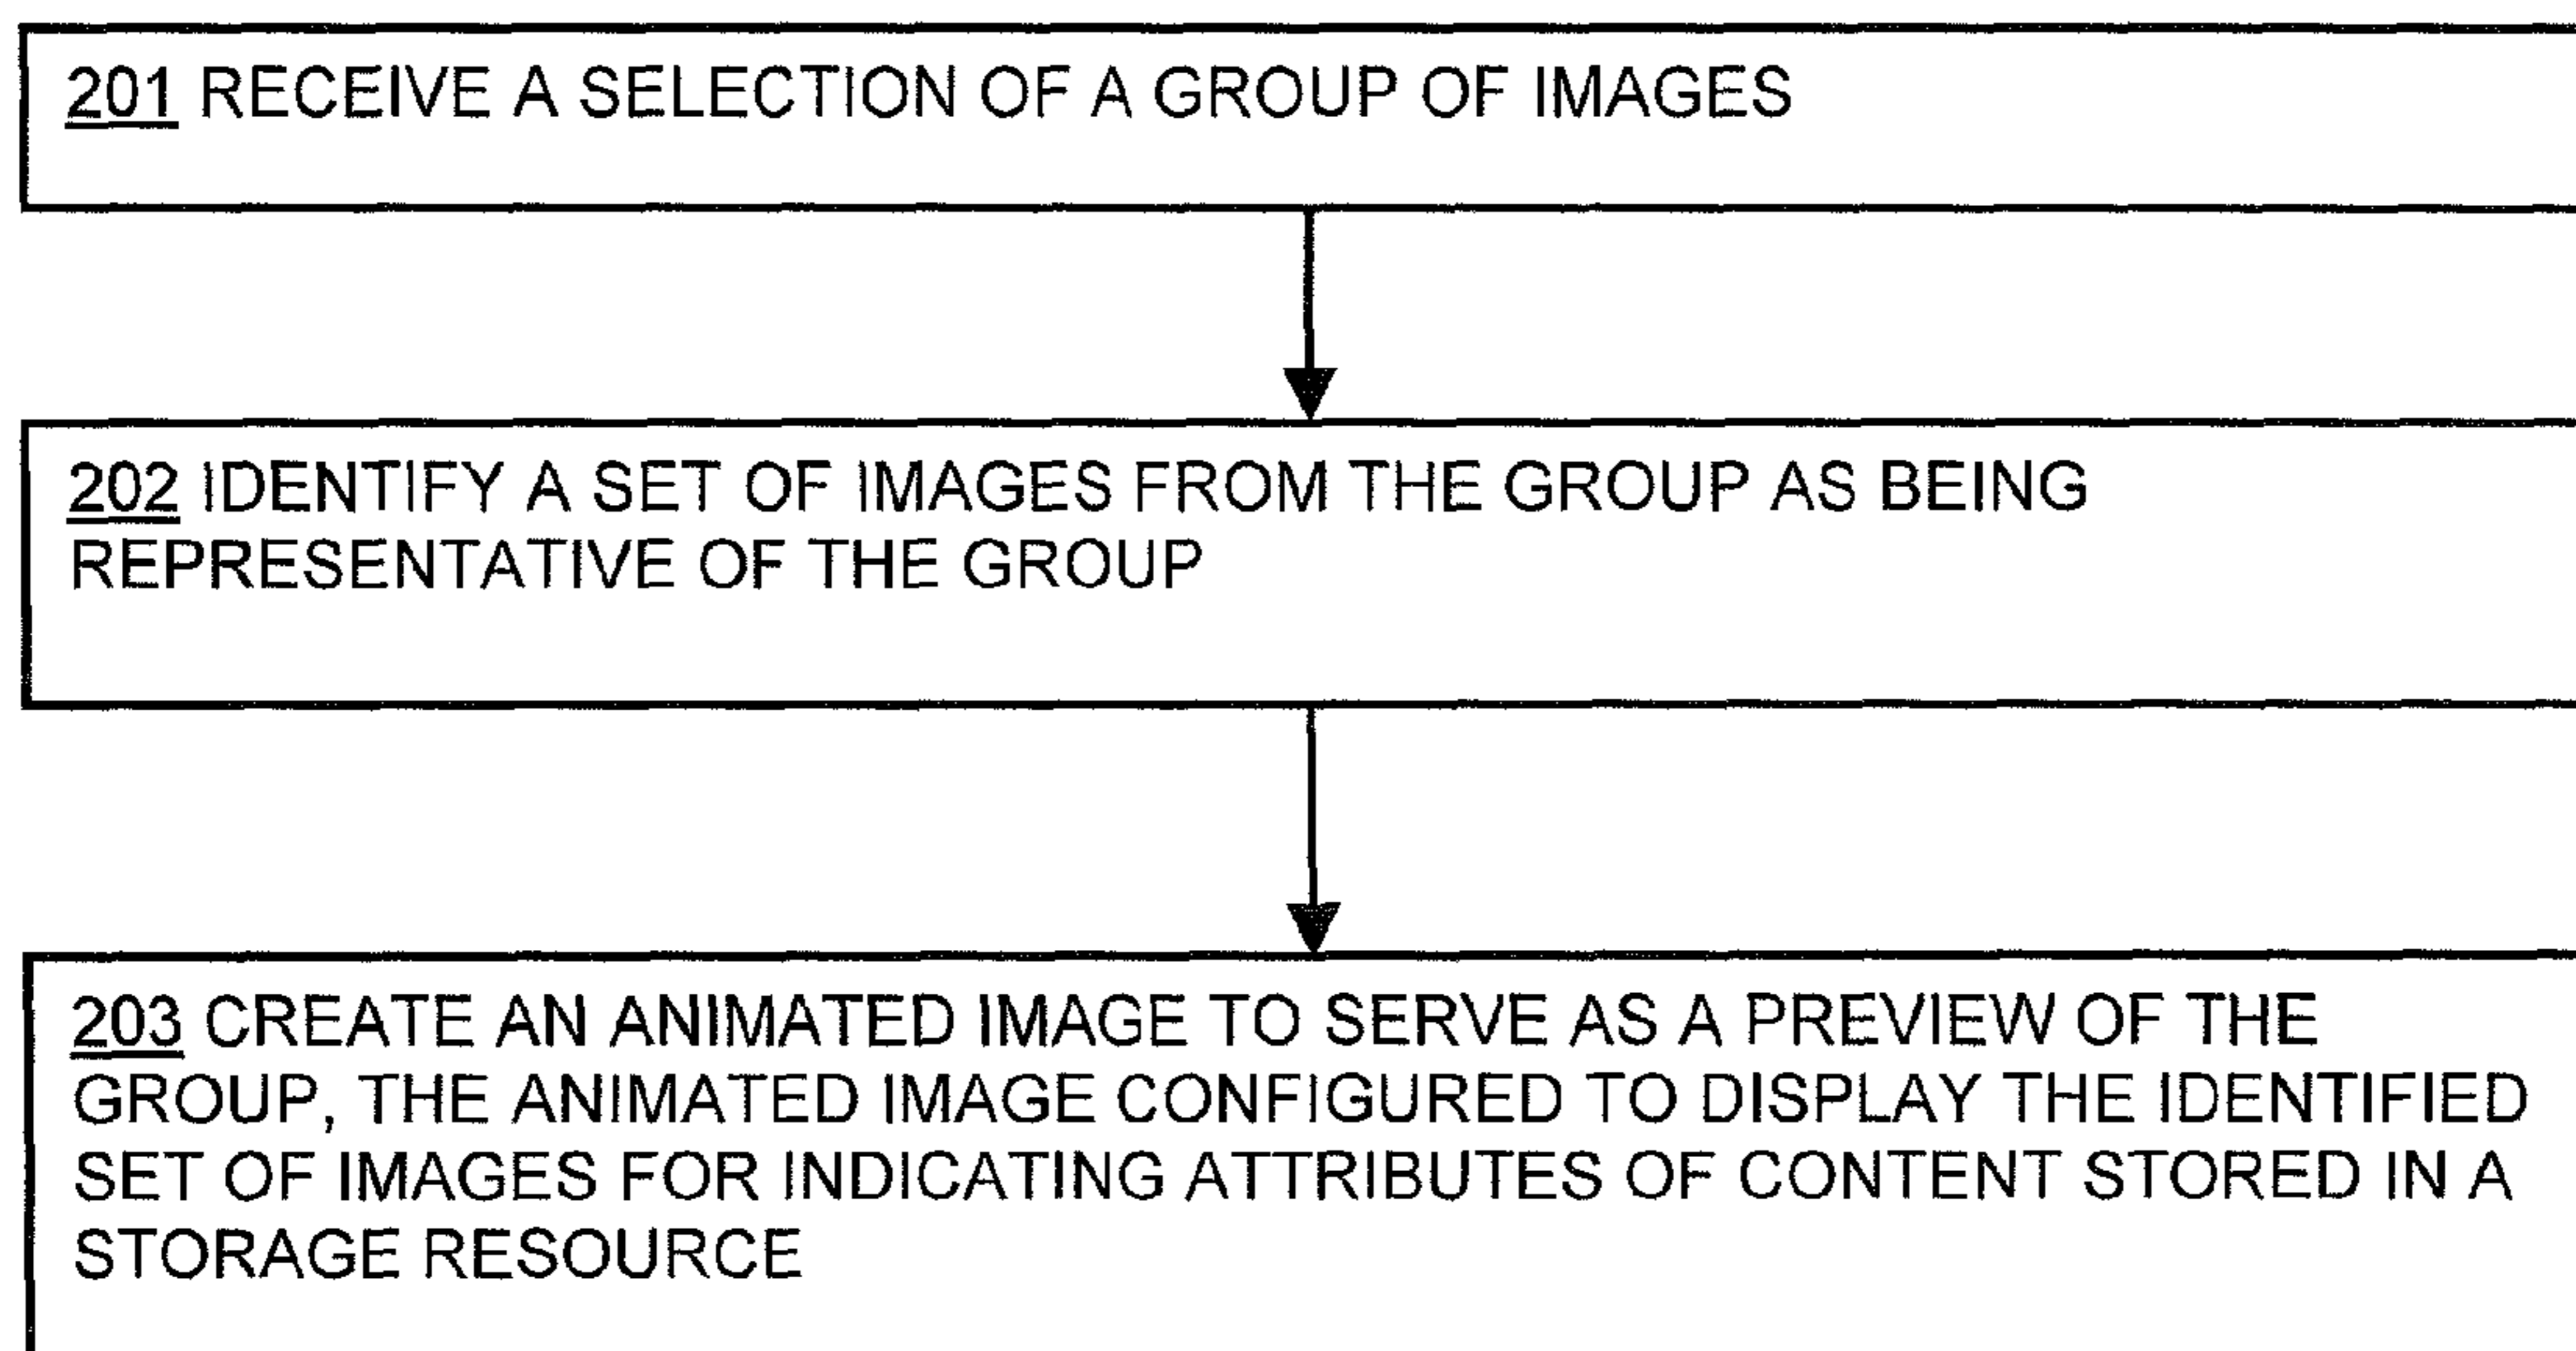 201 RECEIVE A SELECTION OF A GROUP OF IMAGES
202 IDENTIFY A SET OF IMAGES FROM THE GROUP AS BEING
REPRESENTATIVE OF THE GROUP
203 CREATE AN ANIMATED IMAGE TO SERVE AS A PREVIEW OF THE
GROUP, THE ANIMATED IMAGE CONFIGURED TO DISPLAY THE IDENTIFIED
SET OF IMAGES FOR INDICATING ATTRIBUTES OF CONTENT STORED IN A
STORAGE RESOURCE